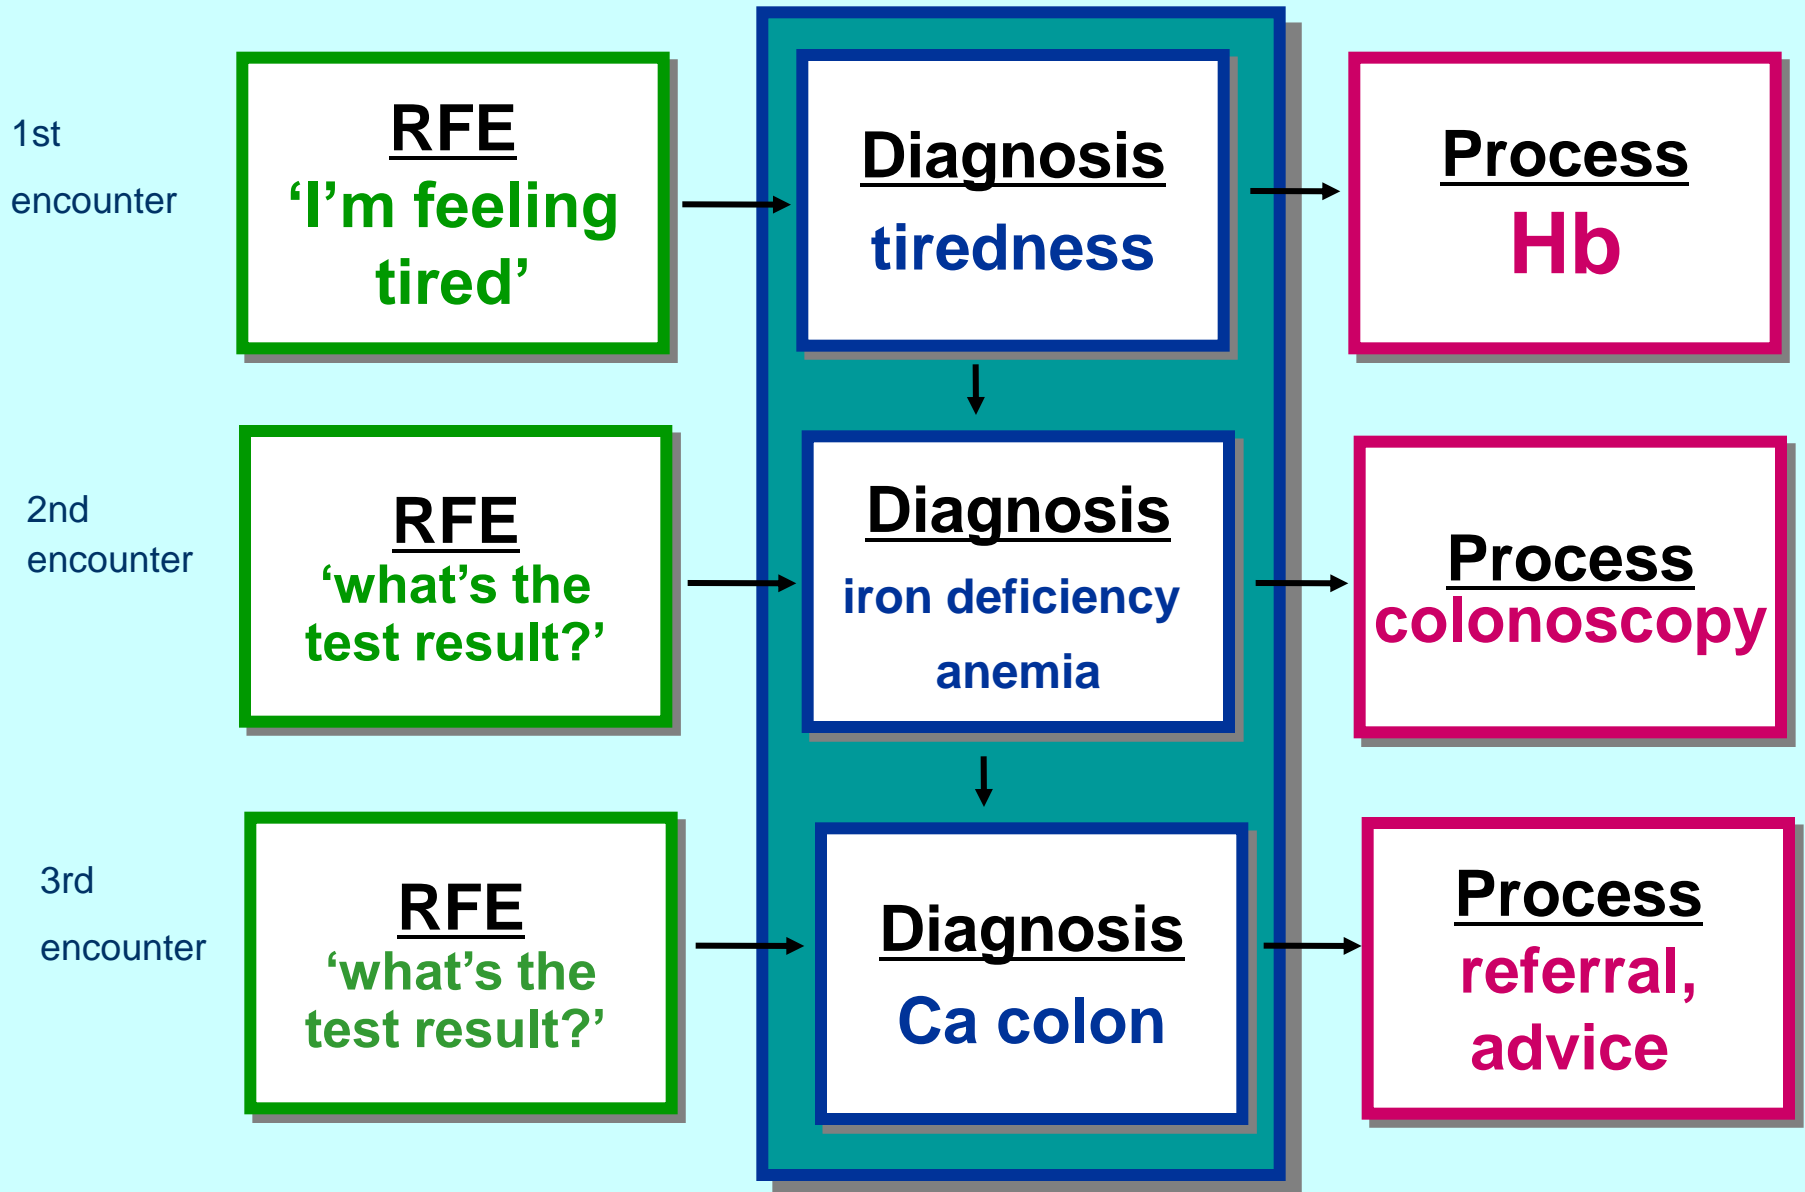 1st
encounter
RFE
‘I’m feeling
tired’
Diagnosis
tiredness
Process
Hb
2nd
encounter
RFE
‘what’s the
test result?’
Diagnosis
iron deficiency
anemia
Process
colonoscopy
3rd
encounter
RFE
‘what’s the
test result?’
Diagnosis
Ca colon
Process
referral,
advice